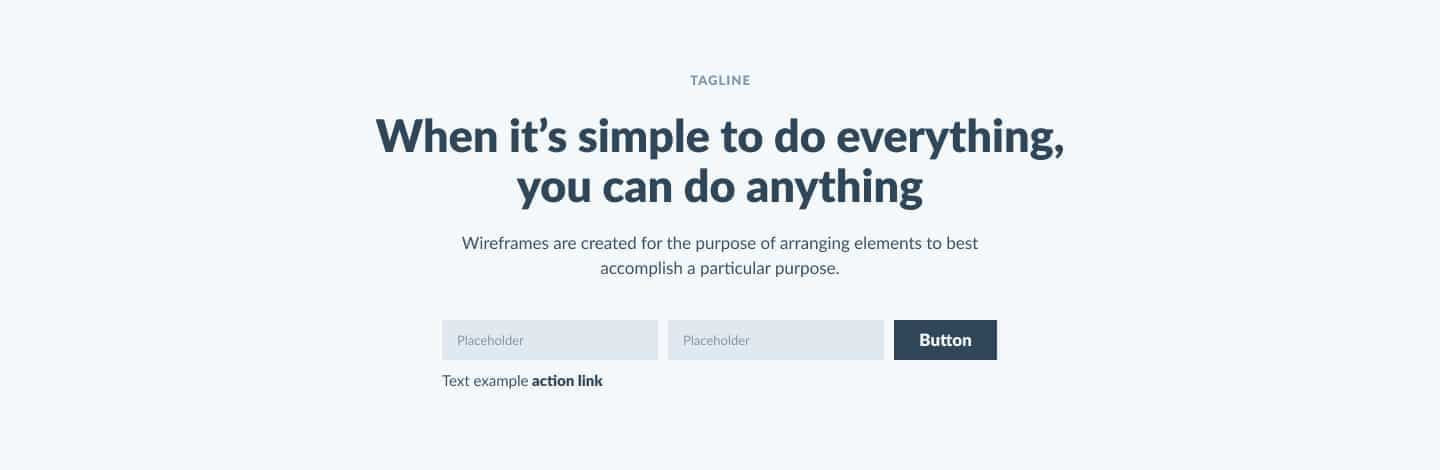 TAGLINE
When it’s simple to do everything,
you can do anything
Wireframes are created for the purpose of arranging elements to best
accomplish a particular purpose.
Placeholder
Placeholder
Button
Text example action link